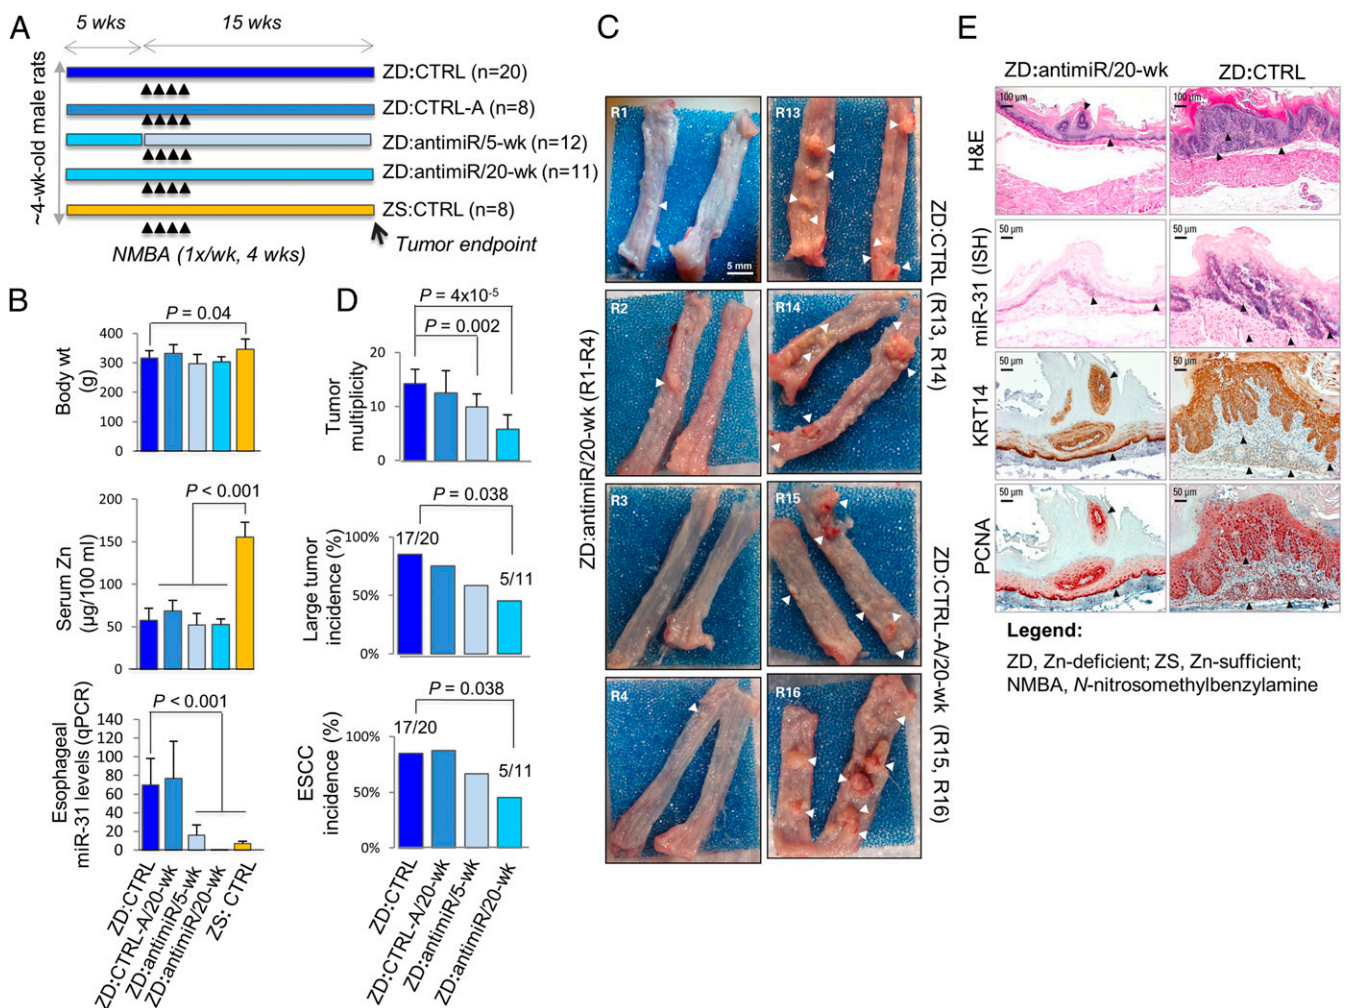 A
5 wks
15 wks
~4-wk-old male rats
ZD:CTRL (n=20)
ZD:CTRL-A (n=8)
ZD:antimiR/5-wk (n=12)
ZD:antimiR/20-wk (n=11)
ZS:CTRL (n=8)
NMBA (1x/wk, 4 wks)
Tumor endpoint
B
P = 0.04
Body wt
(g)
400
300
200
100
0
P < 0.001
Serum Zn
(µg/100 ml)
200
150
100
50
0
P < 0.001
Esophageal
miR-31 levels (qPCR)
140
120
100
80
60
40
20
0
ZD:CTRL
ZD:CTRL-A/20-wk
ZD:antimiR/5-wk
ZD:antimiR/20-wk
ZS: CTRL
D
P = 4x10⁻⁵
P = 0.002
Tumor
multiplicity
20
10
0
P = 0.038
Large tumor
incidence (%)
100%
50%
0%
17/20
5/11
P = 0.038
ESCC
incidence (%)
100%
50%
0%
17/20
5/11
ZD:CTRL
ZD:CTRL-A/20-wk
ZD:antimiR/5-wk
ZD:antimiR/20-wk
C
ZD:antimiR/20-wk (R1-R4)
R1
5 mm
R2
R3
R4
R13
R14
R15
R16
ZD:CTRL (R13, R14)
ZD:CTRL-A/20-wk (R15, R16)
E
ZD:antimiR/20-wk
ZD:CTRL
H&E
100 µm
100 µm
miR-31 (ISH)
50 µm
50 µm
KRT14
50 µm
50 µm
PCNA
50 µm
50 µm
Legend:
ZD, Zn-deficient; ZS, Zn-sufficient;
NMBA, N-nitrosomethylbenzylamine